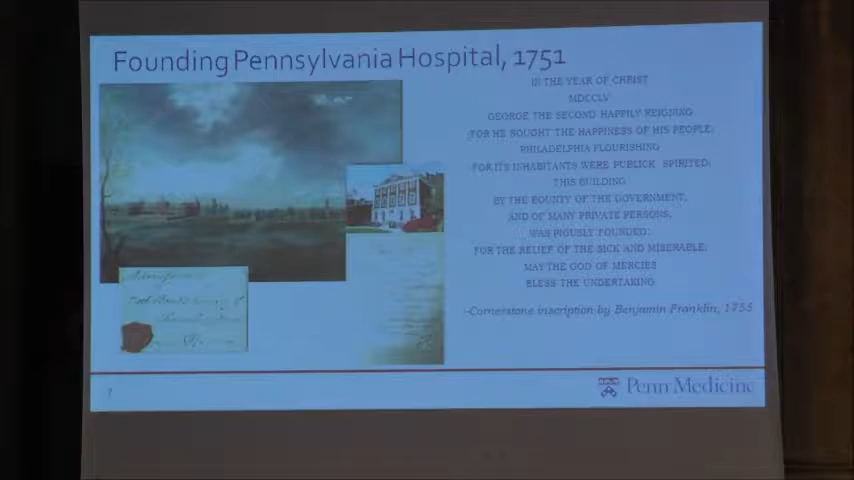 Founding Pennsylvania Hospital, 1751
IN THE YEAR OF CHRIST
MDCCLV
GEORGE THE SECOND HAPPILY REIGNING
FOR HE SOUGHT THE HAPPINESS OF HIS PEOPLE;
PHILADELPHIA FLOURISHING
FOR ITS INHABITANTS WERE PUBLICK SPIRITED;
THIS BUILDING
BY THE BOUNTY OF THE GOVERNMENT,
AND OF MANY PRIVATE PERSONS,
WAS PIOUSLY FOUNDED;
FOR THE RELIEF OF THE SICK AND MISERABLE;
MAY THE GOD OF MERCIES
BLESS THE UNDERTAKING
-Cornerstone inscription by Benjamin Franklin, 1755
7
Penn Medicine